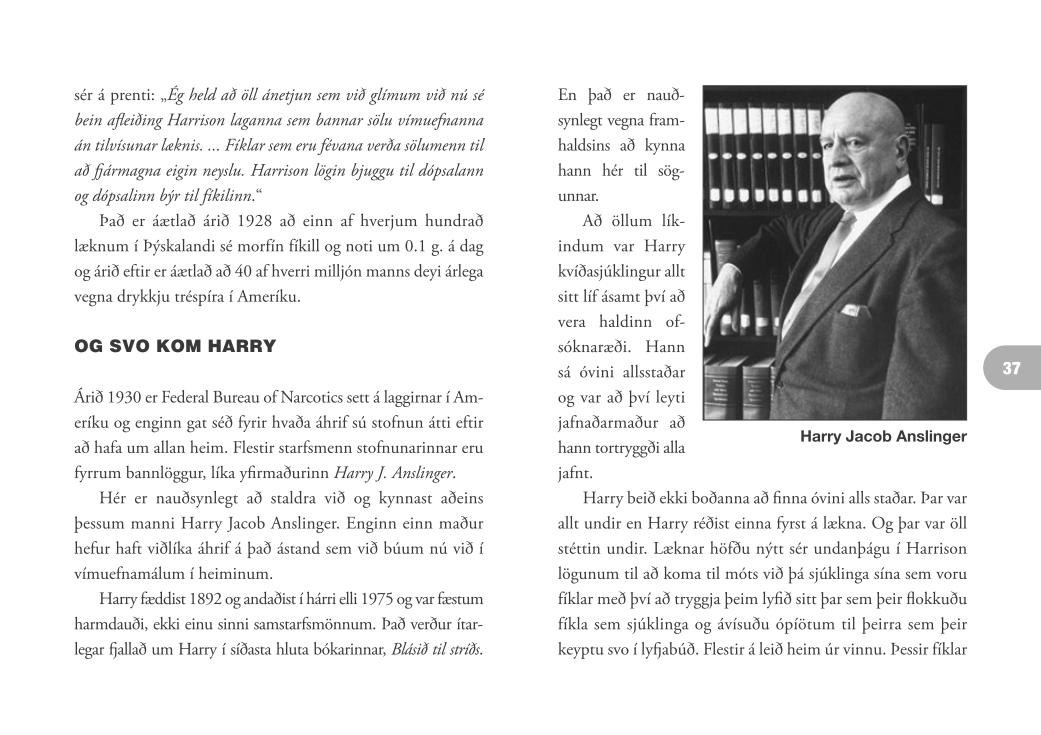 sér á prenti: „Ég held að öll ánetjun sem við glímum við nú sé
bein afleiðing Harrison laganna sem bannar sölu vímuefnanna
án tilvísunar læknis. ... Fíklar sem eru févana verða sölumenn til
að fjármagna eigin neyslu. Harrison lögin bjuggu til dópsalann
og dópsalinn býr til fíkilinn.“
Það er áætlað árið 1928 að einn af hverjum hundrað
læknum í Þýskalandi sé morfín fíkill og noti um 0.1 g. á dag
og árið eftir er áætlað að 40 af hverri milljón manns deyi árlega
vegna drykkju tréspíra í Ameríku.
OG SVO KOM HARRY
Árið 1930 er Federal Bureau of Narcotics sett á laggirnar í Am-
eríku og enginn gat séð fyrir hvaða áhrif sú stofnun átti eftir
að hafa um allan heim. Flestir starfsmenn stofnunarinnar eru
fyrrum bannlöggur, líka yfirmaðurinn Harry J. Anslinger.
Hér er nauðsynlegt að staldra við og kynnast aðeins
þessum manni Harry Jacob Anslinger. Enginn einn maður
hefur haft viðlíka áhrif á það ástand sem við búum nú við í
vímuefnamálum í heiminum.
Harry fæddist 1892 og andaðist í hárri elli 1975 og var fæstum
harmdauði, ekki einu sinni samstarfsmönnum. Það verður ítar-
legar fjallað um Harry í síðasta hluta bókarinnar, Blásið til stríðs.
En það er nauð-
synlegt vegna fram-
haldsins að kynna
hann hér til sög-
unnar.
Að öllum lík-
indum var Harry
kvíðasjúklingur allt
sitt líf ásamt því að
vera haldinn of-
sóknaræði. Hann
sá óvini allsstaðar
og var að því leyti
jafnaðarmaður að
hann tortryggði alla
jafnt.
Harry Jacob Anslinger
Harry beið ekki boðanna að finna óvini alls staðar. Þar var
allt undir en Harry réðist einna fyrst á lækna. Og þar var öll
stéttin undir. Læknar höfðu nýtt sér undanþágu í Harrison
lögunum til að koma til móts við þá sjúklinga sína sem voru
fíklar með því að tryggja þeim lyfið sitt þar sem þeir flokkuðu
fíkla sem sjúklinga og ávísuðu ópíötum til þeirra sem þeir
keyptu svo í lyfjabúð. Flestir á leið heim úr vinnu. Þessir fíklar
37